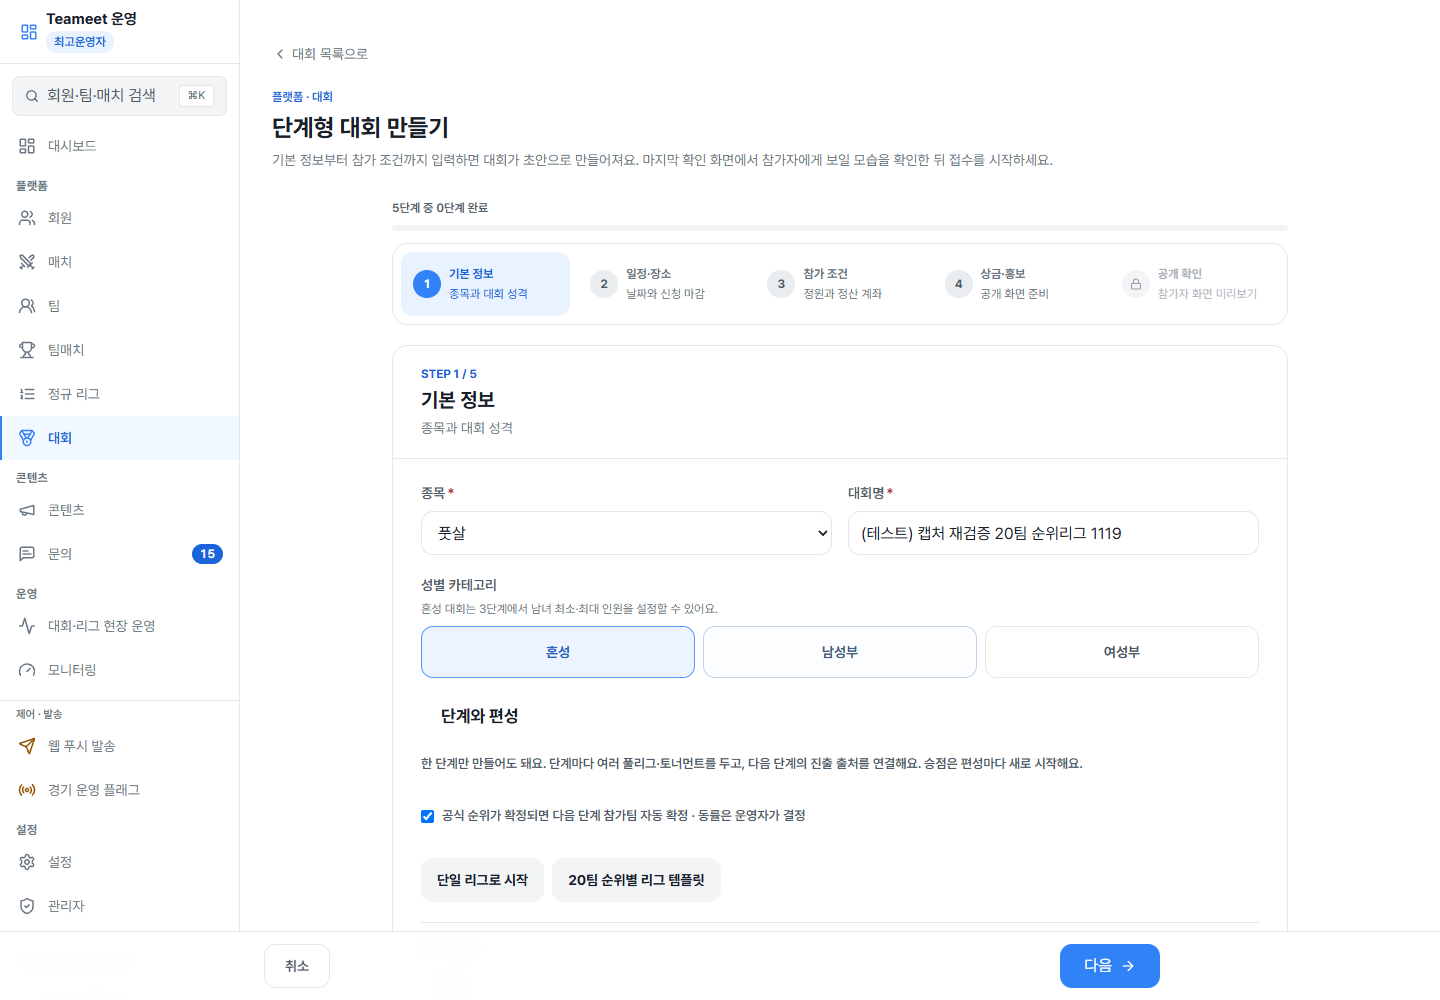 Teameet 운영
최고운영자
회원·팀·매치 검색 ⌘K
대시보드
플랫폼
회원
매치
팀
팀매치
정규 리그
대회
콘텐츠
콘텐츠
문의 15
운영
대회·리그 현장 운영
모니터링
제어 · 발송
웹 푸시 발송
경기 운영 플래그
설정
설정
관리자
대회 목록으로
플랫폼 · 대회
단계형 대회 만들기
기본 정보부터 참가 조건까지 입력하면 대회가 초안으로 만들어져요. 마지막 확인 화면에서 참가자에게 보일 모습을 확인한 뒤 접수를 시작하세요.
5단계 중 0단계 완료
1 기본 정보
종목과 대회 성격
2 일정·장소
날짜와 신청 마감
3 참가 조건
정원과 정산 계좌
4 상금·홍보
공개 화면 준비
공개 확인
참가자 화면 미리보기
STEP 1 / 5
기본 정보
종목과 대회 성격
종목 *
풋살
대회명 *
(테스트) 캡처 재검증 20팀 순위리그 1119
성별 카테고리
혼성 대회는 3단계에서 남녀 최소·최대 인원을 설정할 수 있어요.
혼성 남성부 여성부
단계와 편성
한 단계만 만들어도 돼요. 단계마다 여러 풀리그·토너먼트를 두고, 다음 단계의 진출 출처를 연결해요. 승점은 편성마다 새로 시작해요.
공식 순위가 확정되면 다음 단계 참가팀 자동 확정 · 동률은 운영자가 결정
단일 리그로 시작 20팀 순위별 리그 템플릿
취소 다음